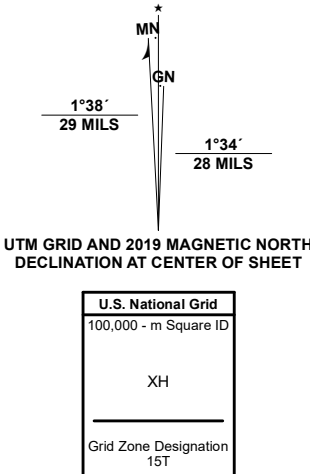 ★
MN
GN
1°38´
29 MILS
1°34´
28 MILS
UTM GRID AND 2019 MAGNETIC NORTH
DECLINATION AT CENTER OF SHEET
U.S. National Grid
100,000 - m Square ID
XH
Grid Zone Designation
15T